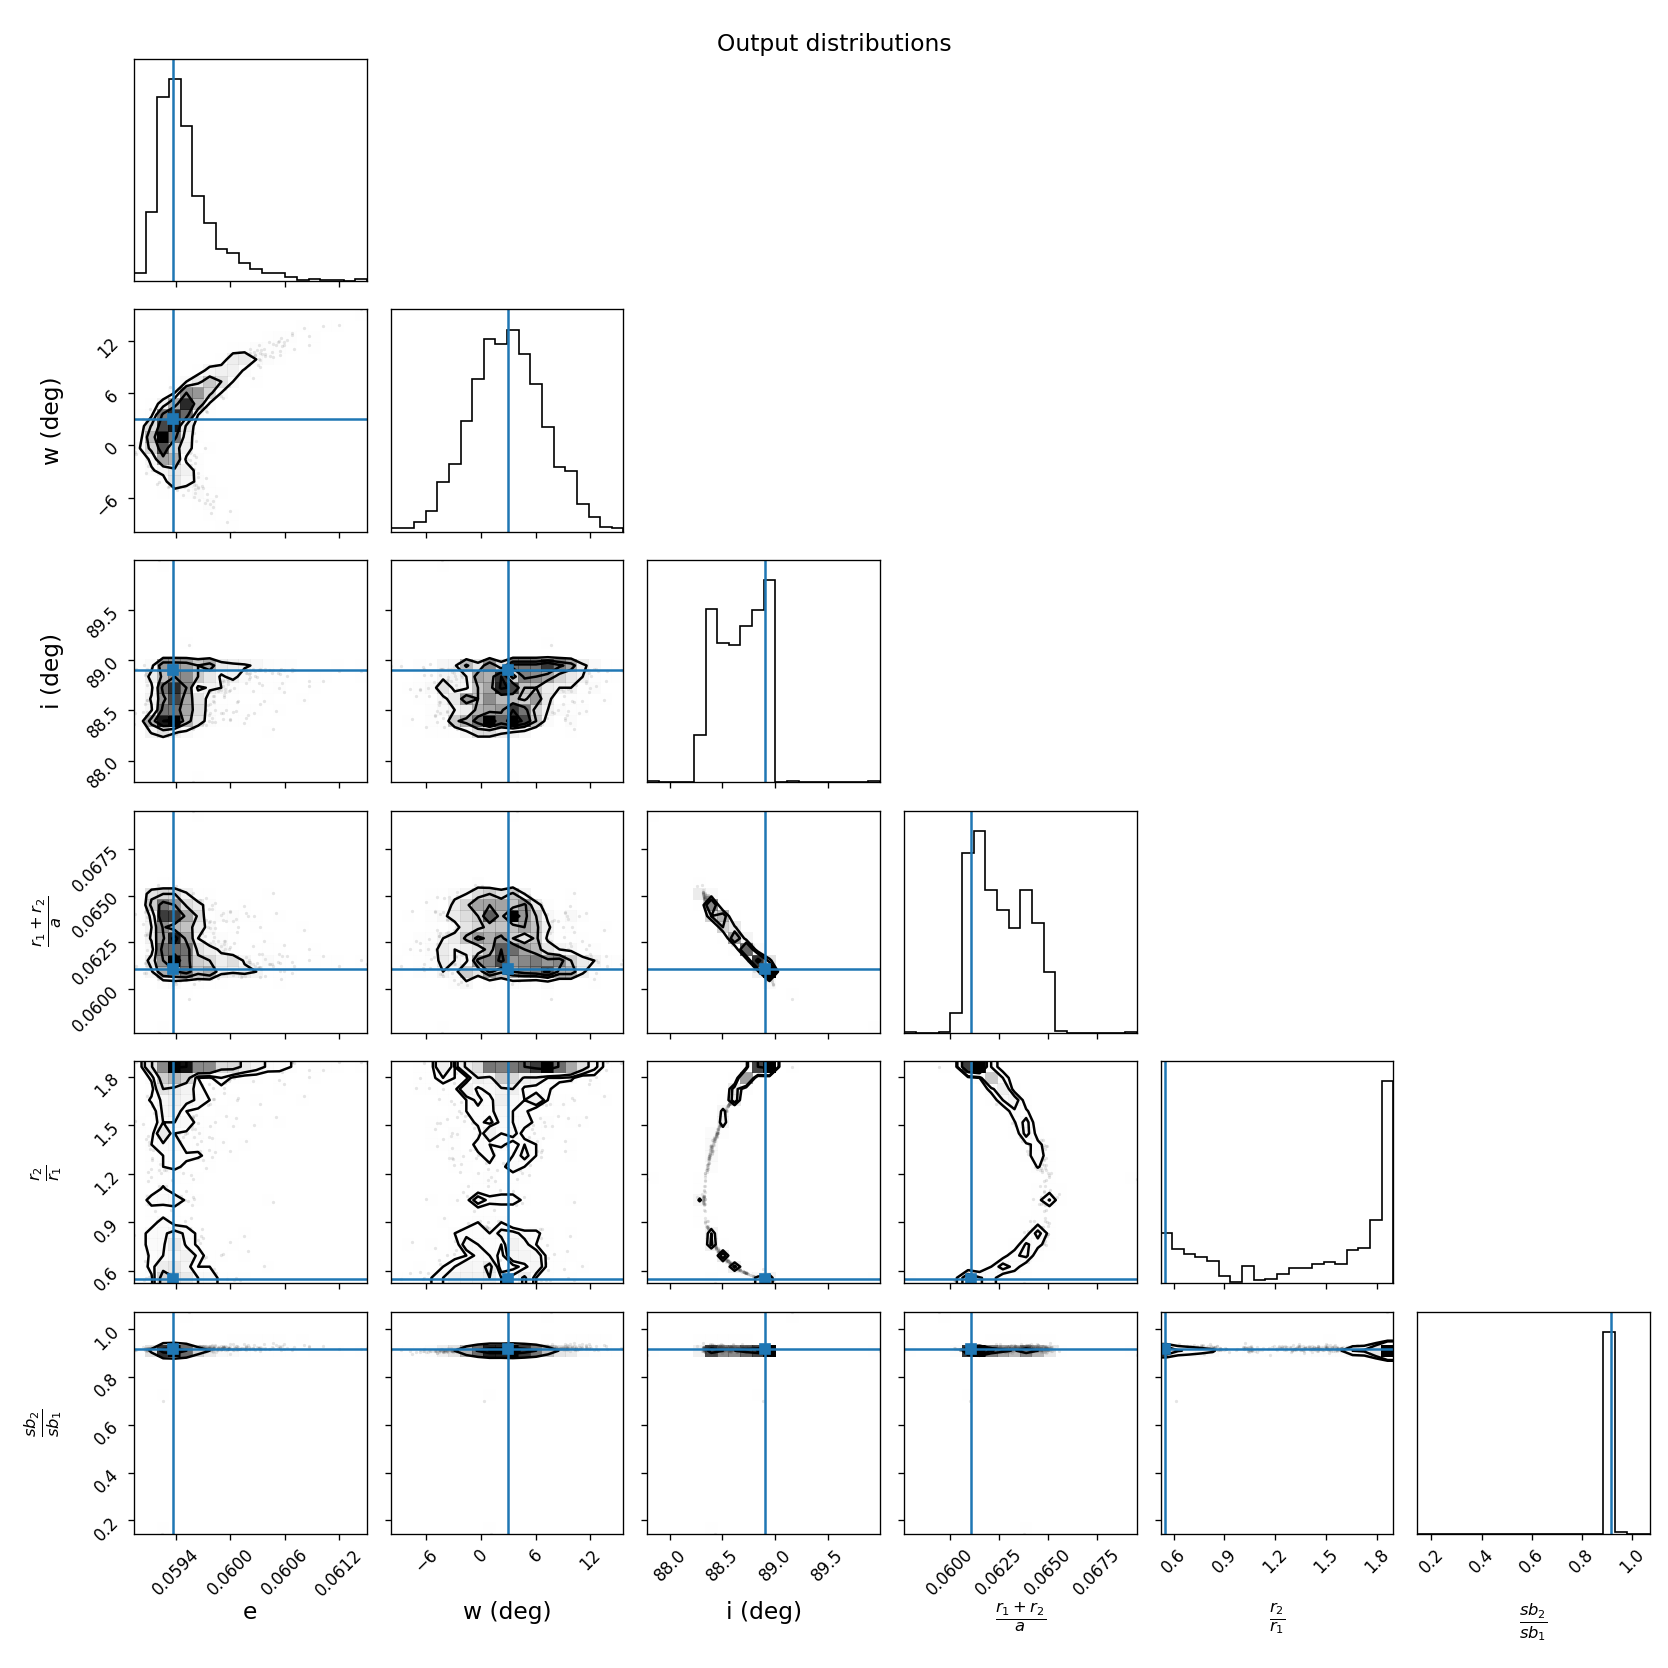 Output distributions
w (deg)
12
6
0
−6
i (deg)
89.5
89.0
88.5
88.0
r₁ + r₂
a
0.0675
0.0650
0.0625
0.0600
r₂
r₁
1.8
1.5
1.2
0.9
0.6
sb₂
sb₁
1.0
0.8
0.6
0.4
0.2
0.0594 0.0600 0.0606 0.0612
−6 0 6 12
88.0 88.5 89.0 89.5
0.0600 0.0625 0.0650 0.0675
0.6 0.9 1.2 1.5 1.8
0.2 0.4 0.6 0.8 1.0
e
w (deg)
i (deg)
r₁ + r₂
a
r₂
r₁
sb₂
sb₁